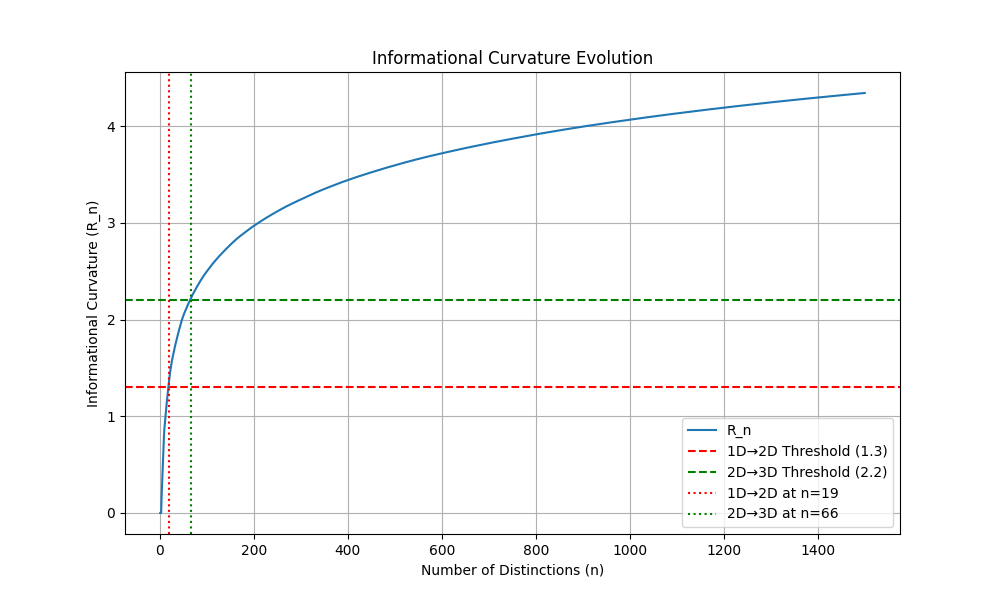 Informational Curvature Evolution
Informational Curvature (R_n)
4
3
2
1
0
0 200 400 600 800 1000 1200 1400
Number of Distinctions (n)
R_n
1D→2D Threshold (1.3)
2D→3D Threshold (2.2)
1D→2D at n=19
2D→3D at n=66